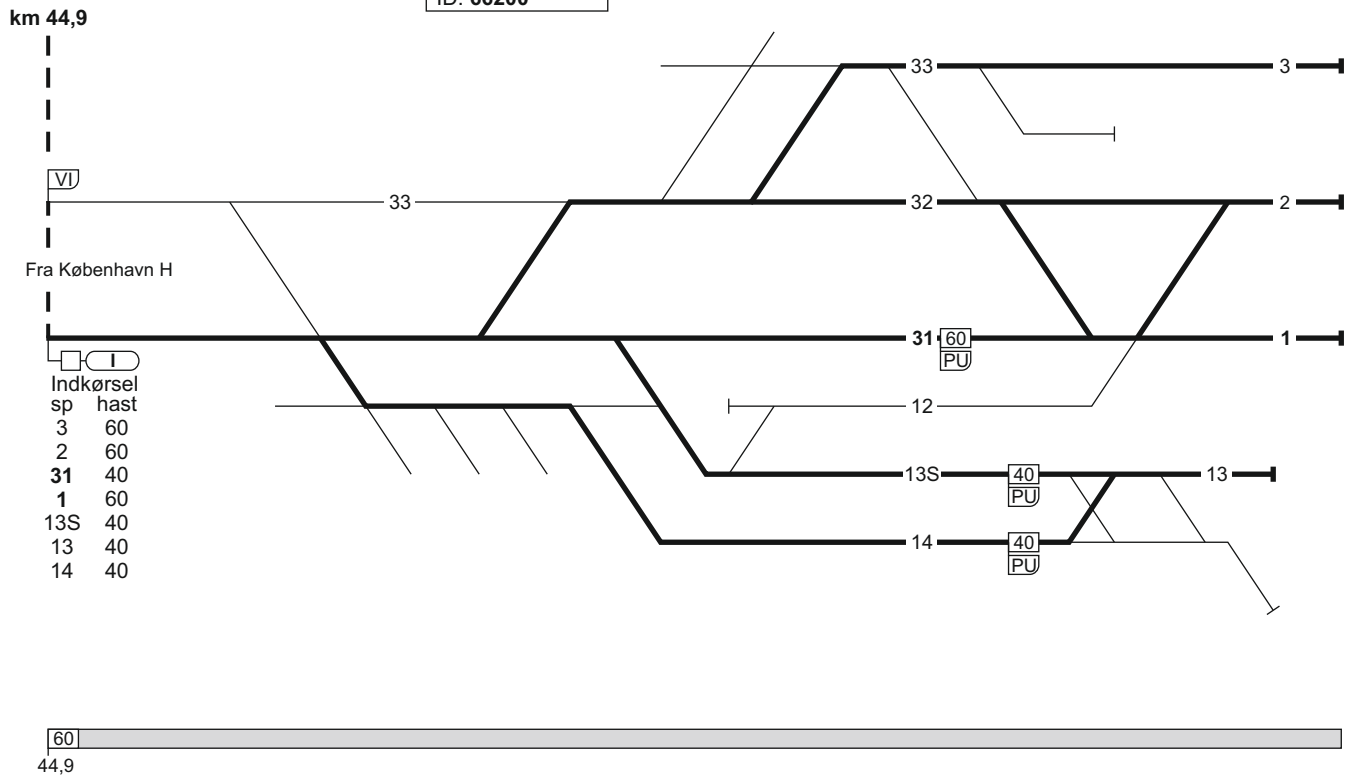 ID: 66200
km 44,9
33 3
VI
33 32 2
Fra København H
31 60 1
PU
I
Indkørsel
sp hast
3 60
2 60
31 40
1 60
13S 40
13 40
14 40
12
13S 40 13
PU
14 40
PU
60
44,9